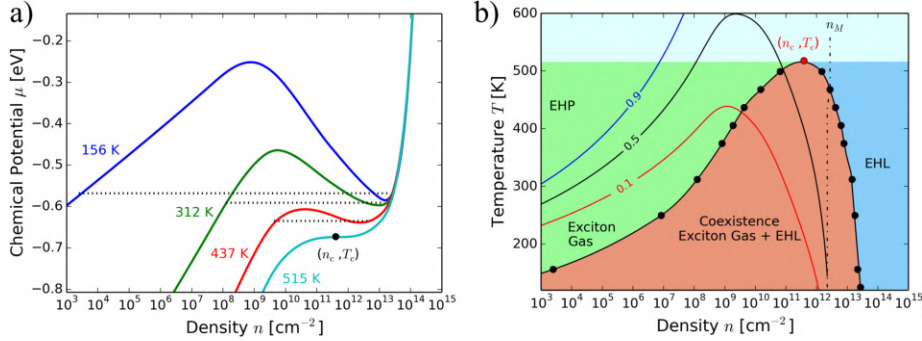 a)
Chemical Potential μ [eV]
−0.2
−0.3
−0.4
−0.5
−0.6
−0.7
−0.8
156 K
312 K
437 K
515 K
(n_c , T_c)
10^3 10^4 10^5 10^6 10^7 10^8 10^9 10^10 10^11 10^12 10^13 10^14 10^15
Density n [cm^−2]
b)
Temperature T [K]
600
500
400
300
200
n_M
(n_c , T_c)
EHP
0.9
0.5
0.1
EHL
Exciton
Gas
Coexistence
Exciton Gas + EHL
10^3 10^4 10^5 10^6 10^7 10^8 10^9 10^10 10^11 10^12 10^13 10^14 10^15
Density n [cm^−2]